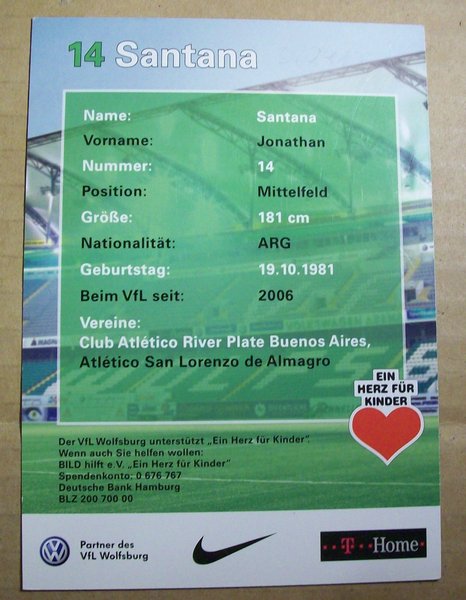 14 Santana
Name: Santana
Vorname: Jonathan
Nummer: 14
Position: Mittelfeld
Größe: 181 cm
Nationalität: ARG
Geburtstag: 19.10.1981
Beim VfL seit: 2006
Vereine:
Club Atlético River Plate Buenos Aires,
Atlético San Lorenzo de Almagro
EIN
HERZ FÜR
KINDER
Der VfL Wolfsburg unterstützt „Ein Herz für Kinder“
Wenn auch Sie helfen wollen:
BILD hilft e.V. „Ein Herz für Kinder“
Spendenkonto: 0 676 767
Deutsche Bank Hamburg
BLZ 200 700 00
Partner des
VfL Wolfsburg
T Home